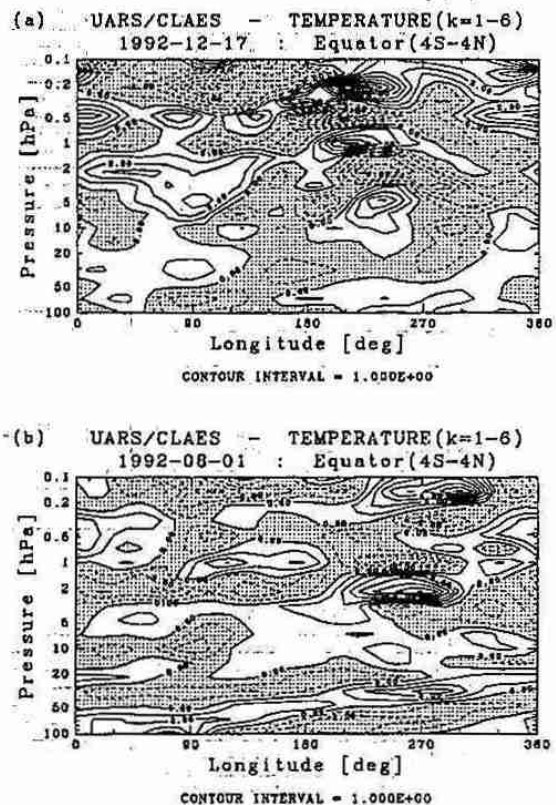 (a) UARS/CLAES - TEMPERATURE(k=1-6)
1992-12-17 : Equator(4S-4N)
Pressure [hPa]
0.1
0.2
0.5
1
2
5
10
20
50
100
0 90 180 270 360
Longitude [deg]
CONTOUR INTERVAL = 1.000E+00
(b) UARS/CLAES - TEMPERATURE(k=1-6)
1992-08-01 : Equator(4S-4N)
Pressure [hPa]
0.1
0.2
0.5
1
2
5
10
20
50
100
0 90 180 270 360
Longitude [deg]
CONTOUR INTERVAL = 1.000E+00